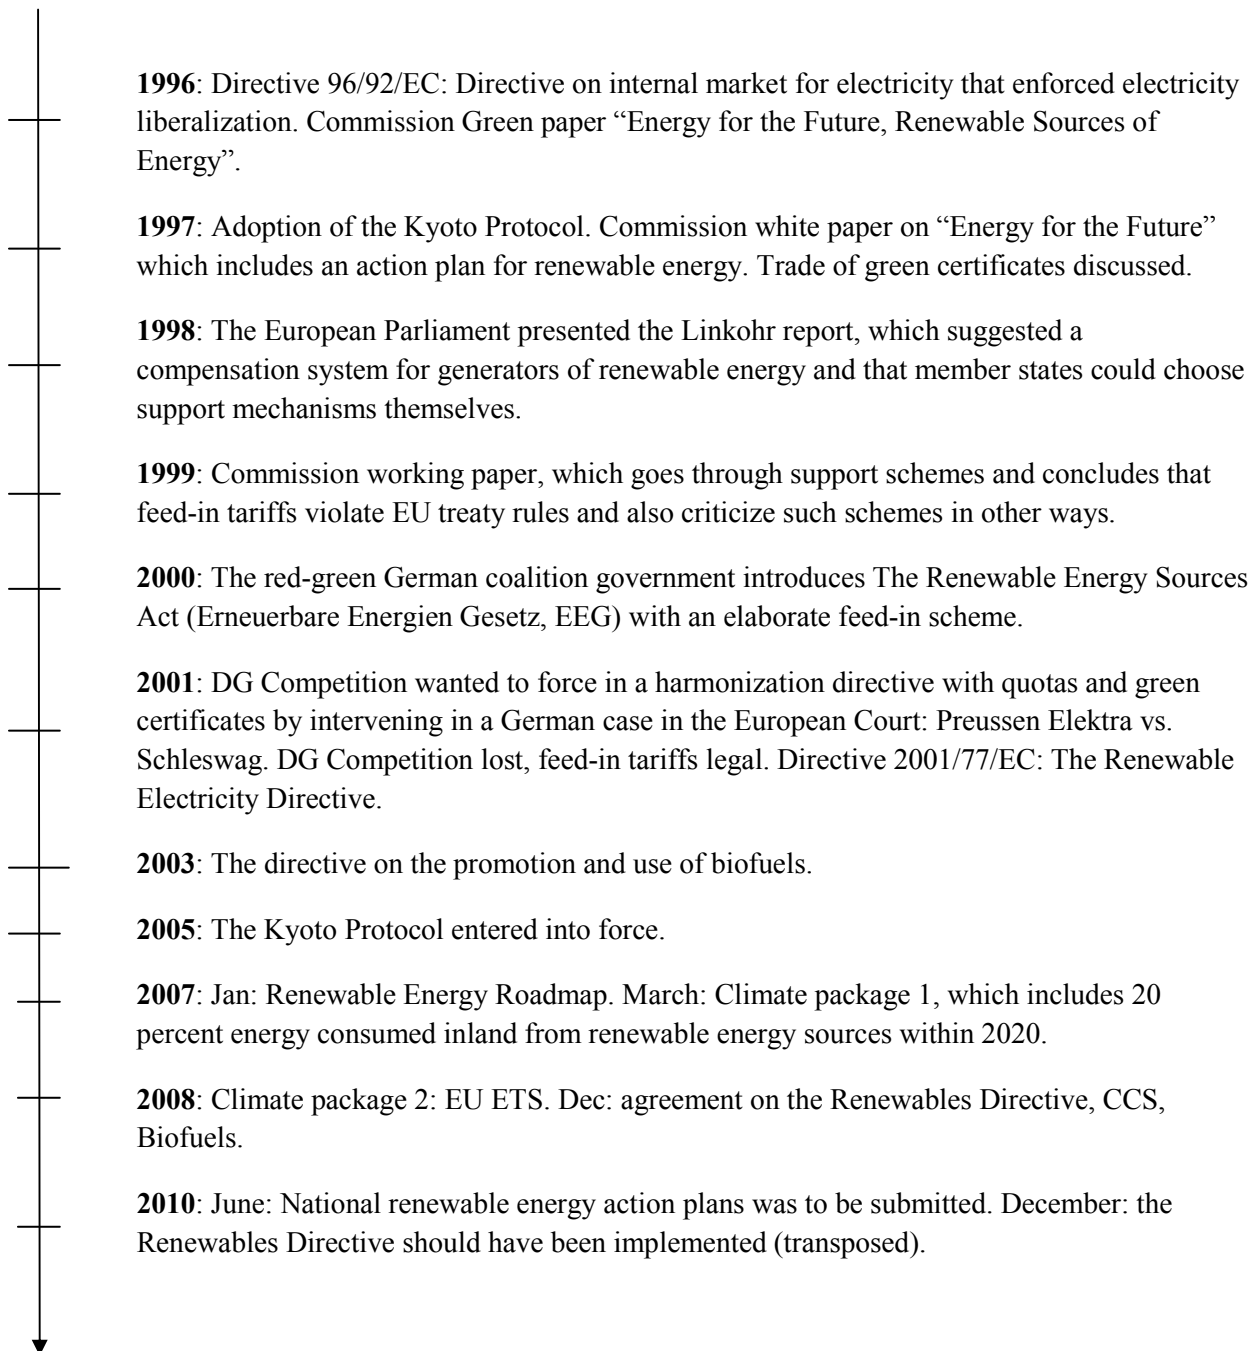 1996: Directive 96/92/EC: Directive on internal market for electricity that enforced electricity
liberalization. Commission Green paper “Energy for the Future, Renewable Sources of
Energy”.
1997: Adoption of the Kyoto Protocol. Commission white paper on “Energy for the Future”
which includes an action plan for renewable energy. Trade of green certificates discussed.
1998: The European Parliament presented the Linkohr report, which suggested a
compensation system for generators of renewable energy and that member states could choose
support mechanisms themselves.
1999: Commission working paper, which goes through support schemes and concludes that
feed-in tariffs violate EU treaty rules and also criticize such schemes in other ways.
2000: The red-green German coalition government introduces The Renewable Energy Sources
Act (Erneuerbare Energien Gesetz, EEG) with an elaborate feed-in scheme.
2001: DG Competition wanted to force in a harmonization directive with quotas and green
certificates by intervening in a German case in the European Court: Preussen Elektra vs.
Schleswag. DG Competition lost, feed-in tariffs legal. Directive 2001/77/EC: The Renewable
Electricity Directive.
2003: The directive on the promotion and use of biofuels.
2005: The Kyoto Protocol entered into force.
2007: Jan: Renewable Energy Roadmap. March: Climate package 1, which includes 20
percent energy consumed inland from renewable energy sources within 2020.
2008: Climate package 2: EU ETS. Dec: agreement on the Renewables Directive, CCS,
Biofuels.
2010: June: National renewable energy action plans was to be submitted. December: the
Renewables Directive should have been implemented (transposed).